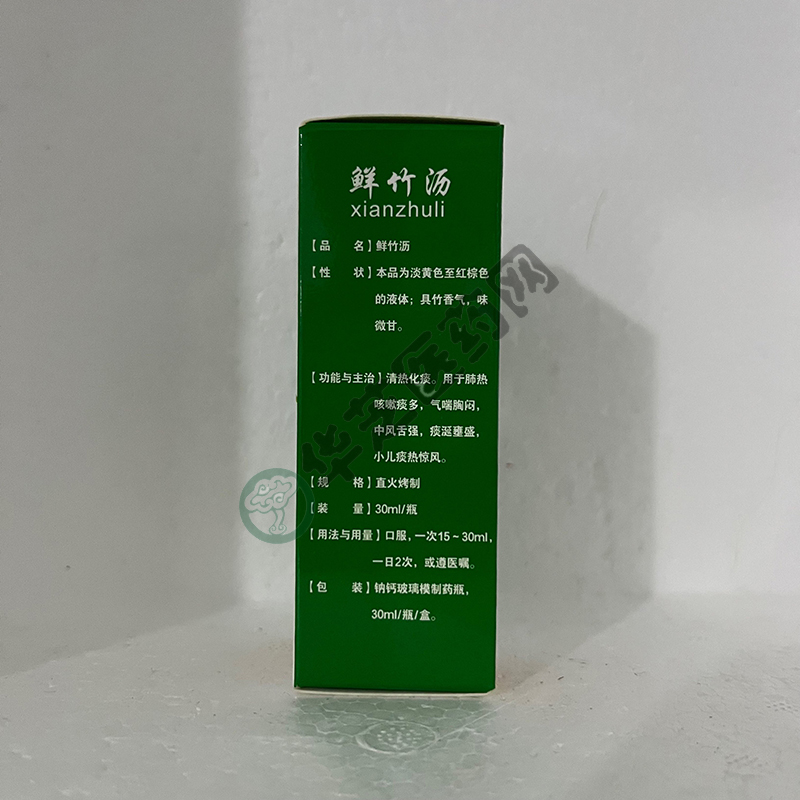 鲜竹沥
xianzhuli
【品　　名】鲜竹沥
【性　　状】本品为淡黄色至红棕色
的液体；具竹香气，味
微甘。
【功能与主治】清热化痰。用于肺热
咳嗽痰多，气喘胸闷，
中风舌强，痰涎壅盛，
小儿痰热惊风。
【规　　格】直火烤制
【装　　量】30ml/瓶
【用法与用量】口服，一次15～30ml，
一日2次，或遵医嘱。
【包　　装】钠钙玻璃模制药瓶，
30ml/瓶/盒。
华芝医药网